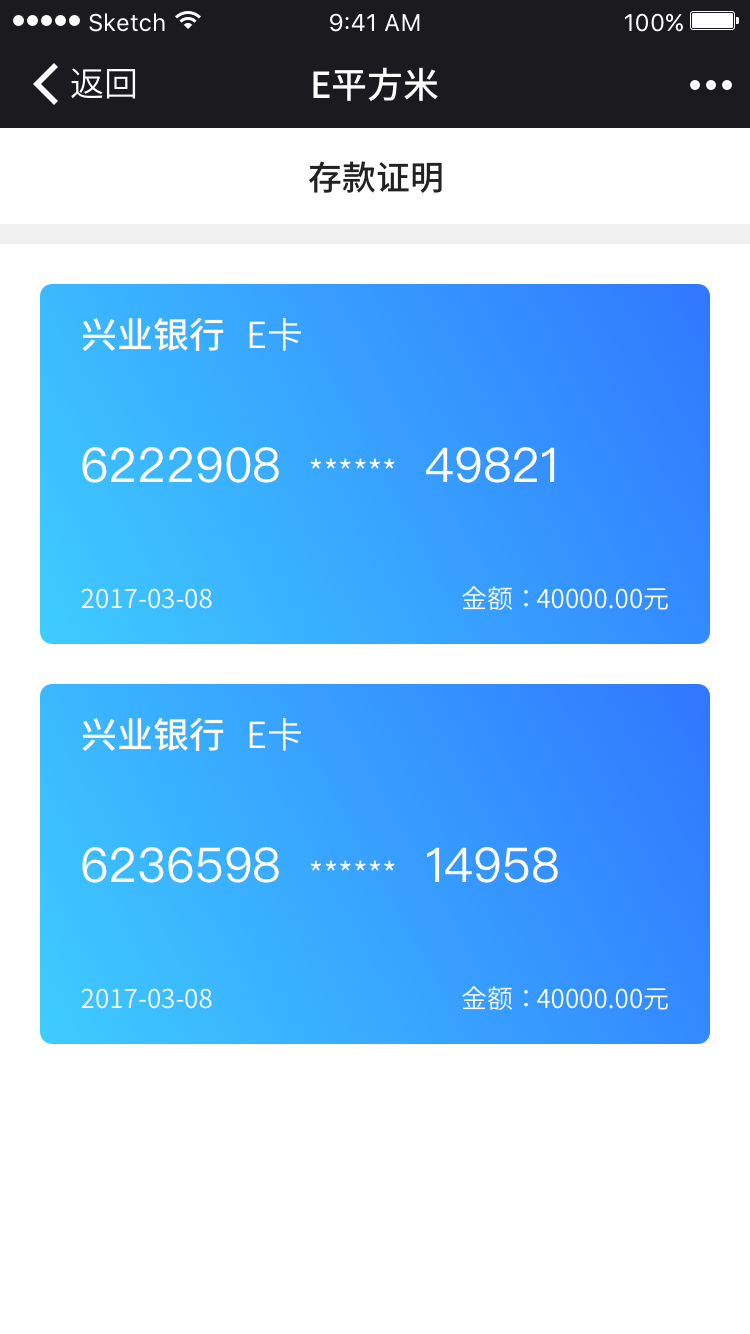 Sketch 9:41 AM 100%
返回 E平方米
存款证明
兴业银行 E卡
6222908 ****** 49821
2017-03-08 金额：40000.00元
兴业银行 E卡
6236598 ****** 14958
2017-03-08 金额：40000.00元